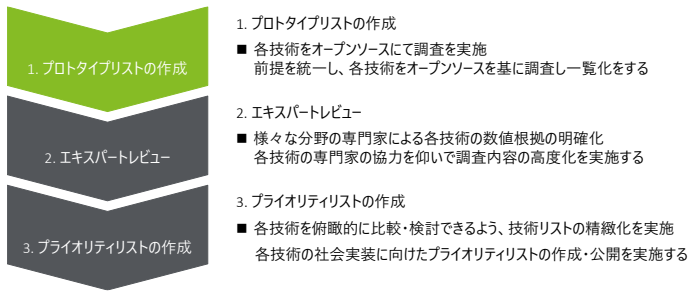 1. プロトタイプリストの作成
1. プロトタイプリストの作成
■ 各技術をオープンソースにて調査を実施
前提を統一し、各技術をオープンソースを基に調査し一覧化をする
2. エキスパートレビュー
2. エキスパートレビュー
■ 様々な分野の専門家による各技術の数値根拠の明確化
各技術の専門家の協力を仰いで調査内容の高度化を実施する
3. プライオリティリストの作成
3. プライオリティリストの作成
■ 各技術を俯瞰的に比較・検討できるよう、技術リストの精緻化を実施
各技術の社会実装に向けたプライオリティリストの作成・公開を実施する